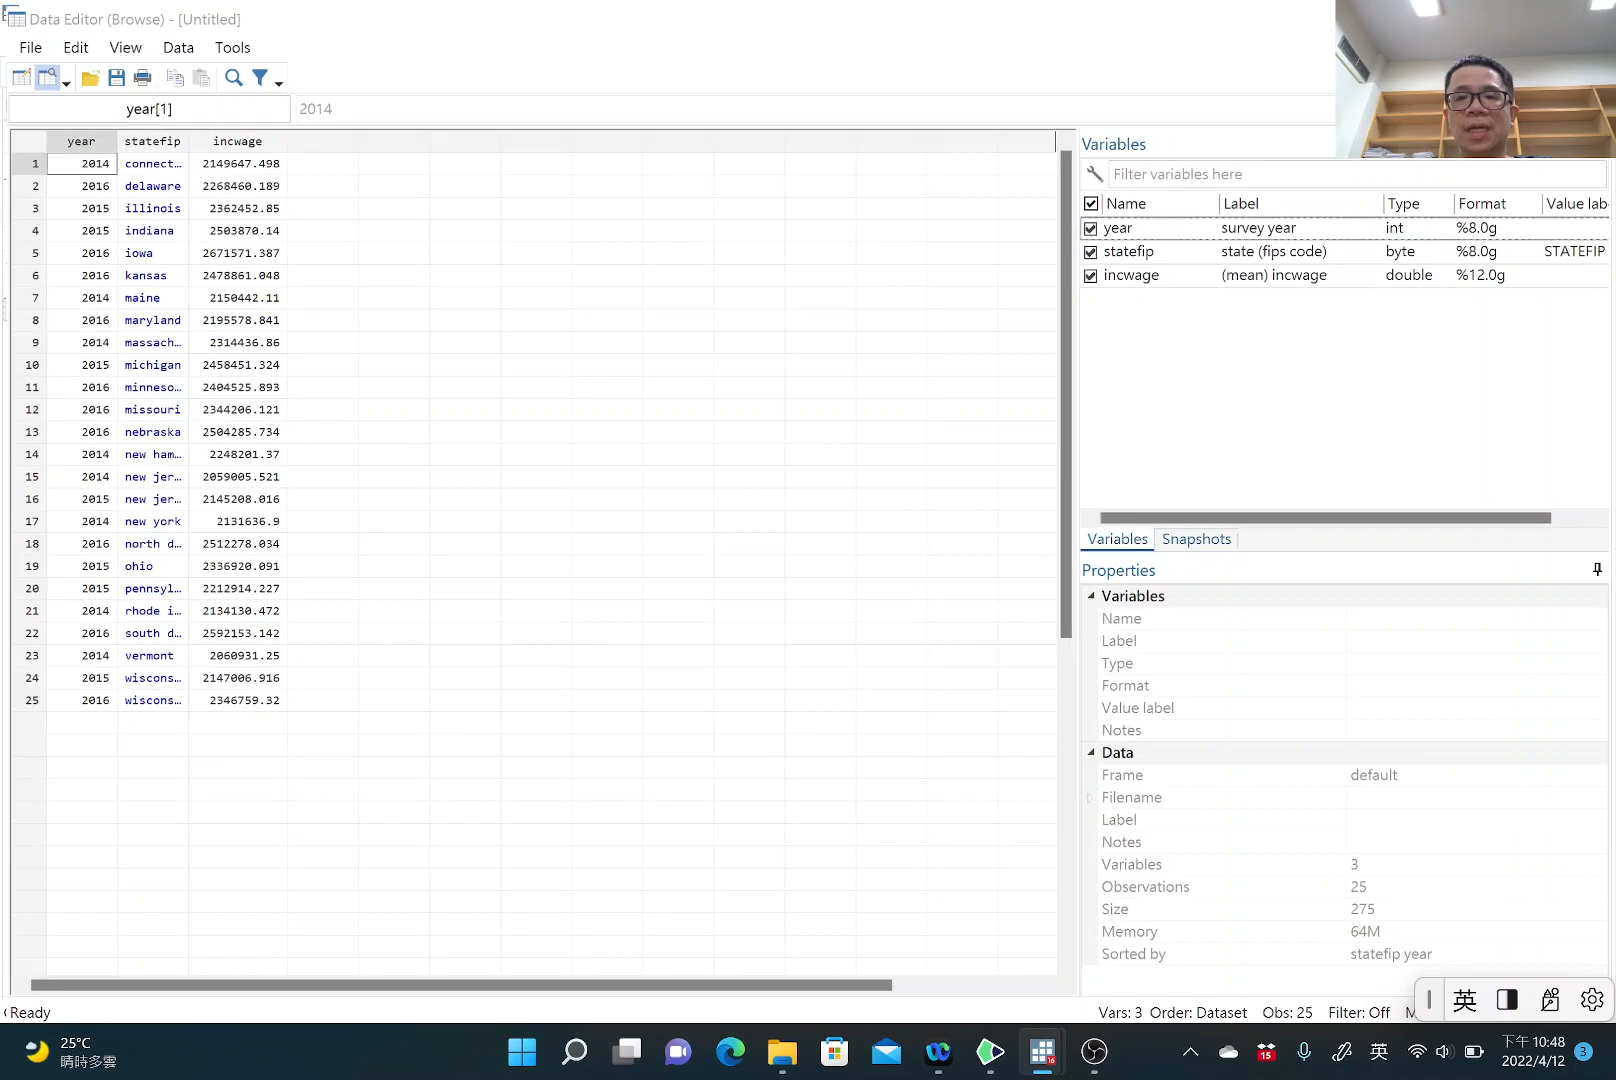 Data Editor (Browse) - [Untitled]
File Edit View Data Tools
year[1] 2014
year statefip incwage
1 2014 connect... 2149647.498
2 2016 delaware 2268460.189
3 2015 illinois 2362452.85
4 2015 indiana 2503870.14
5 2016 iowa 2671571.387
6 2016 kansas 2478861.048
7 2014 maine 2150442.11
8 2016 maryland 2195578.841
9 2014 massach... 2314436.86
10 2015 michigan 2458451.324
11 2016 minneso... 2404525.893
12 2016 missouri 2344206.121
13 2016 nebraska 2504285.734
14 2014 new ham... 2248201.37
15 2014 new jer... 2059005.521
16 2015 new jer... 2145208.016
17 2014 new york 2131636.9
18 2016 north d... 2512278.034
19 2015 ohio 2336920.091
20 2015 pennsyl... 2212914.227
21 2014 rhode i... 2134130.472
22 2016 south d... 2592153.142
23 2014 vermont 2060931.25
24 2015 wiscons... 2147006.916
25 2016 wiscons... 2346759.32
Variables
Filter variables here
Name Label Type Format Value lab
year survey year int %8.0g
statefip state (fips code) byte %8.0g STATEFIP
incwage (mean) incwage double %12.0g
Variables Snapshots
Properties
Variables
Name
Label
Type
Format
Value label
Notes
Data
Frame default
Filename
Label
Notes
Variables 3
Observations 25
Size 275
Memory 64M
Sorted by statefip year
英
Ready
Vars: 3 Order: Dataset Obs: 25 Filter: Off M
25°C
晴時多雲
16
15
英
下午 10:48
2022/4/12
3